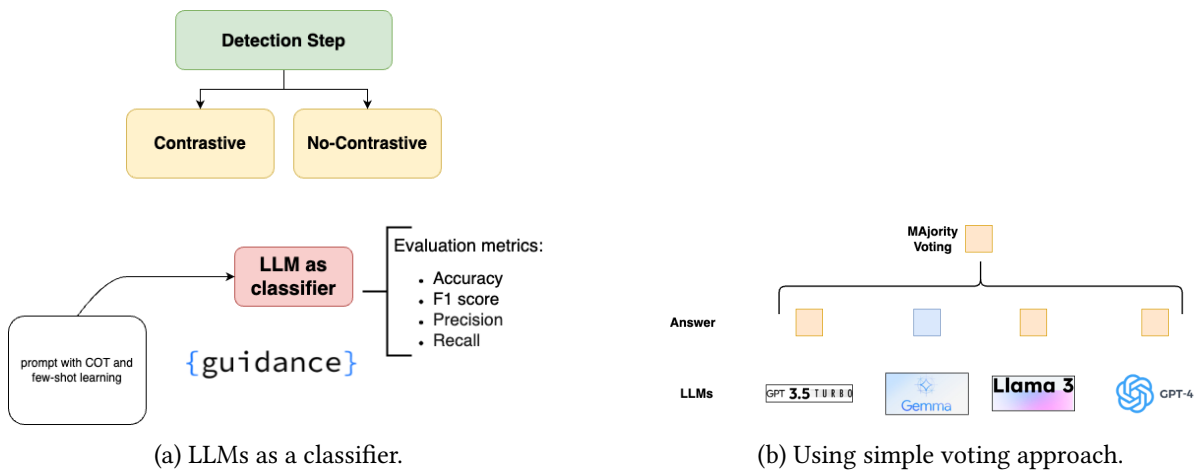 Detection Step
Contrastive
No-Contrastive
LLM as
classifier
Evaluation metrics:
• Accuracy
• F1 score
• Precision
• Recall
prompt with COT and
few-shot learning
{guidance}
(a) LLMs as a classifier.
MAjority
Voting
Answer
LLMs
GPT 3.5 TURBO
Gemma
Llama 3
GPT-4
(b) Using simple voting approach.